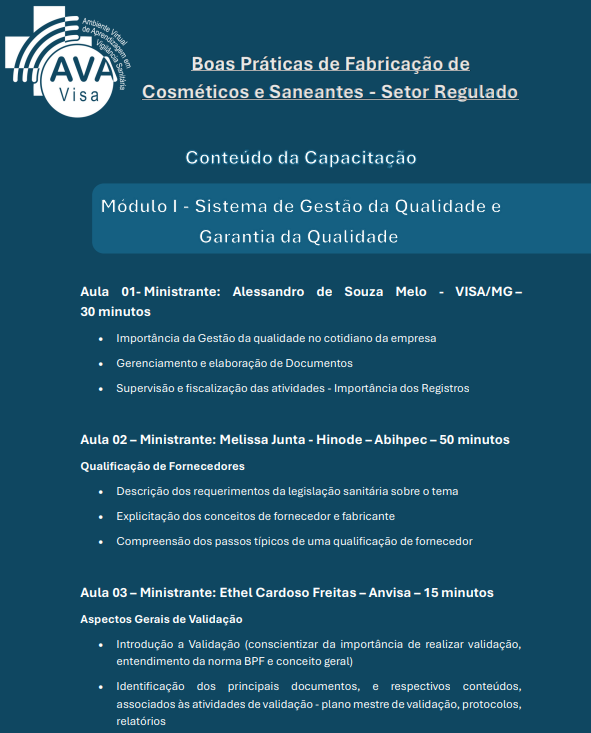 Ambiente Virtual
de Aprendizagem em
Vigilância Sanitária
AVA
Visa
Boas Práticas de Fabricação de
Cosméticos e Saneantes - Setor Regulado
Conteúdo da Capacitação
Módulo I - Sistema de Gestão da Qualidade e
Garantia da Qualidade
Aula 01- Ministrante: Alessandro de Souza Melo - VISA/MG –
30 minutos
• Importância da Gestão da qualidade no cotidiano da empresa
• Gerenciamento e elaboração de Documentos
• Supervisão e fiscalização das atividades - Importância dos Registros
Aula 02 – Ministrante: Melissa Junta - Hinode – Abihpec – 50 minutos
Qualificação de Fornecedores
• Descrição dos requerimentos da legislação sanitária sobre o tema
• Explicitação dos conceitos de fornecedor e fabricante
• Compreensão dos passos típicos de uma qualificação de fornecedor
Aula 03 – Ministrante: Ethel Cardoso Freitas – Anvisa – 15 minutos
Aspectos Gerais de Validação
• Introdução a Validação (conscientizar da importância de realizar validação,
entendimento da norma BPF e conceito geral)
• Identificação dos principais documentos, e respectivos conteúdos,
associados às atividades de validação - plano mestre de validação, protocolos,
relatórios